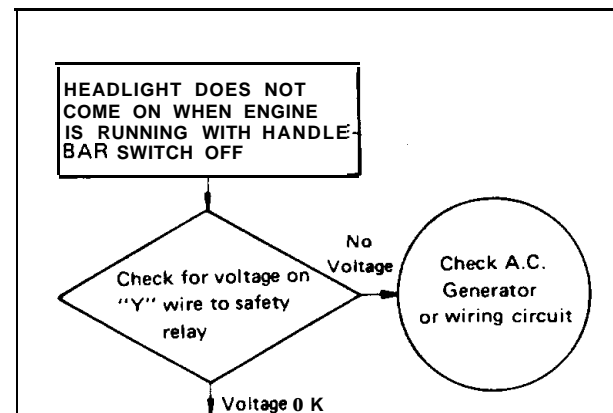 HEADLIGHT DOES NOT
COME ON WHEN ENGINE
IS RUNNING WITH HANDLE-
BAR SWITCH OFF
Check for voltage on
"Y" wire to safety
relay
No
Voltage
Check A.C.
Generator
or wiring circuit
Voltage 0 K